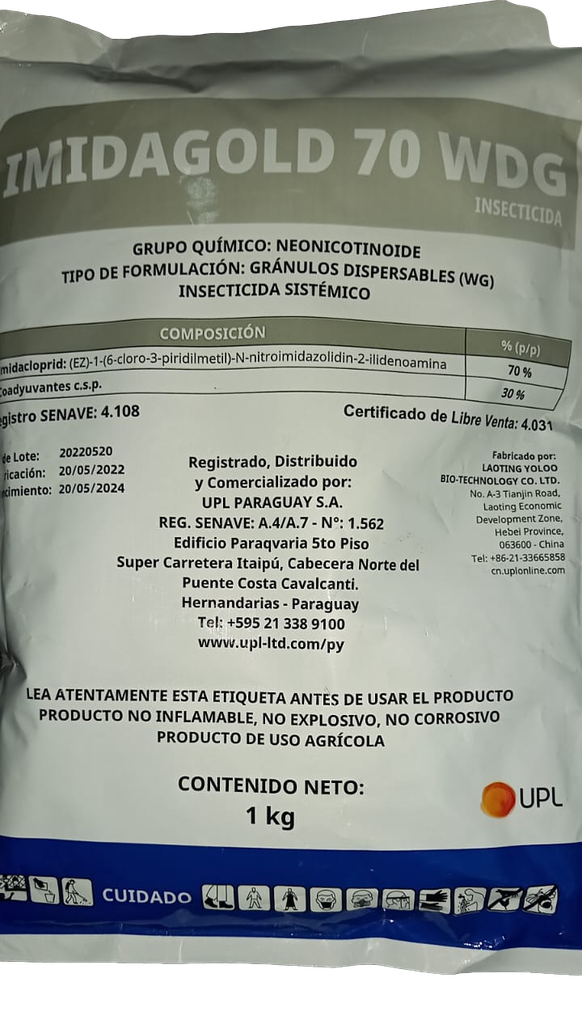 IMIDAGOLD 70 WDG
INSECTICIDA
GRUPO QUÍMICO: NEONICOTINOIDE
TIPO DE FORMULACIÓN: GRÁNULOS DISPERSABLES (WG)
INSECTICIDA SISTÉMICO
COMPOSICIÓN % (p/p)
midacloprid: (EZ)-1-(6-cloro-3-piridilmetil)-N-nitroimidazolidin-2-ilidenoamina 70 %
oadyuvantes c.s.p. 30 %
egistro SENAVE: 4.108 Certificado de Libre Venta: 4.031
de Lote: 20220520
ricación: 20/05/2022
cimiento: 20/05/2024
Registrado, Distribuido
y Comercializado por:
UPL PARAGUAY S.A.
REG. SENAVE: A.4/A.7 - N°: 1.562
Edificio Paraqvaria 5to Piso
Super Carretera Itaipú, Cabecera Norte del
Puente Costa Cavalcanti.
Hernandarias - Paraguay
Tel: +595 21 338 9100
www.upl-ltd.com/py
Fabricado por:
LAOTING YOLOO
BIO-TECHNOLOGY CO. LTD.
No. A-3 Tianjin Road,
Laoting Economic
Development Zone,
Hebei Province,
063600 - China
Tel: +86-21-33665858
cn.uplonline.com
LEA ATENTAMENTE ESTA ETIQUETA ANTES DE USAR EL PRODUCTO
PRODUCTO NO INFLAMABLE, NO EXPLOSIVO, NO CORROSIVO
PRODUCTO DE USO AGRÍCOLA
CONTENIDO NETO:
1 kg
UPL
CUIDADO